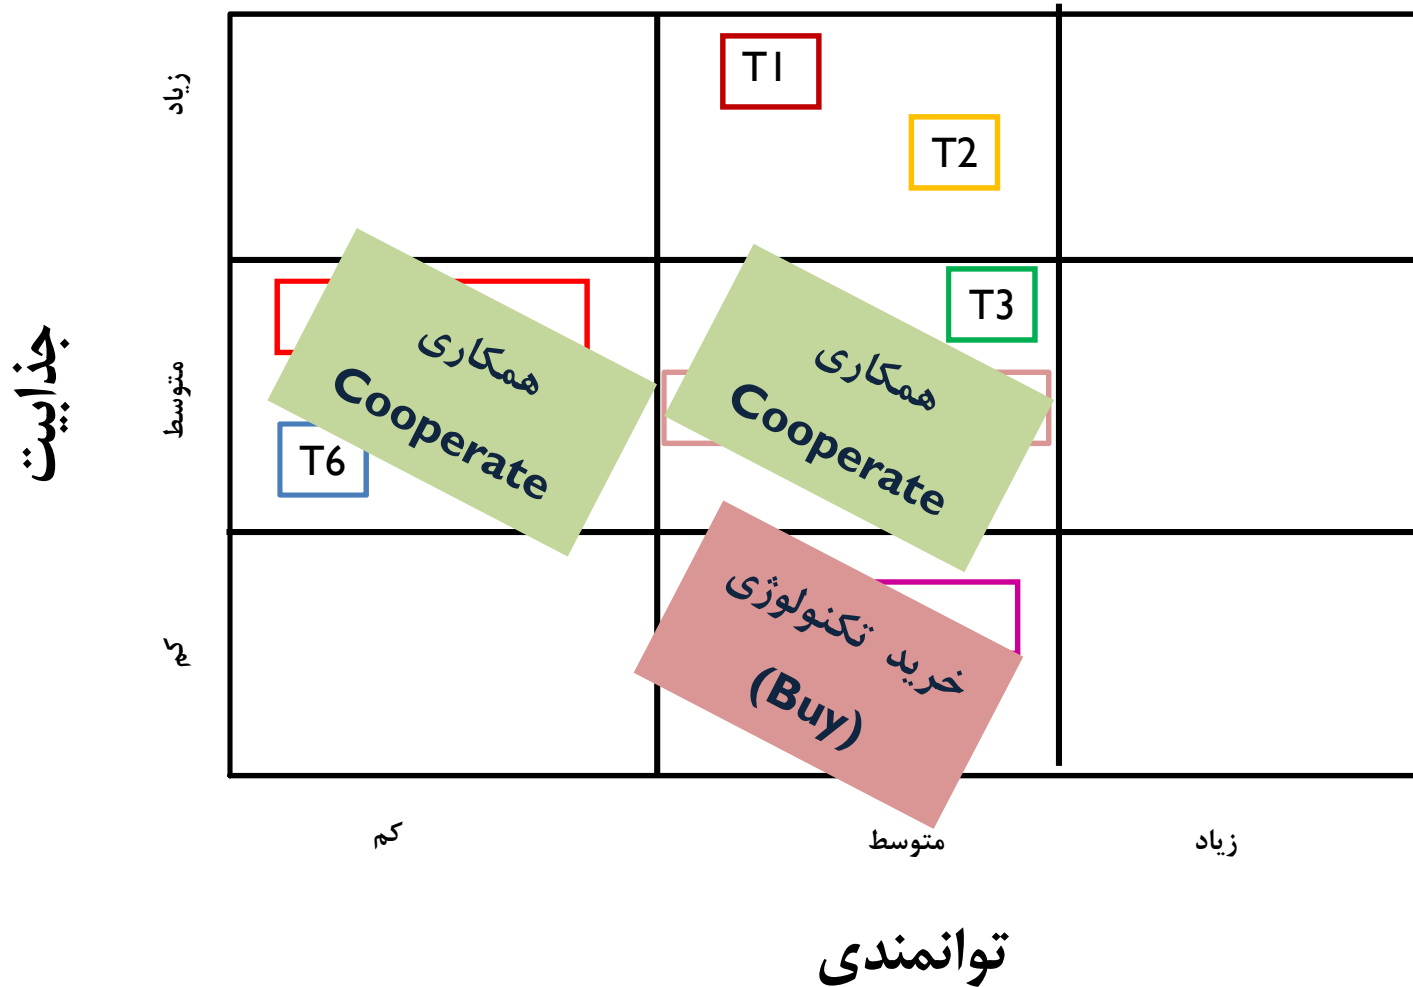 زیاد
T1
T2
جذابیت
متوسط
همکاری
Cooperate
T6
T3
همکاری
Cooperate
کم
خرید تکنولوژی
(Buy)
کم
متوسط
زیاد
توانمندی